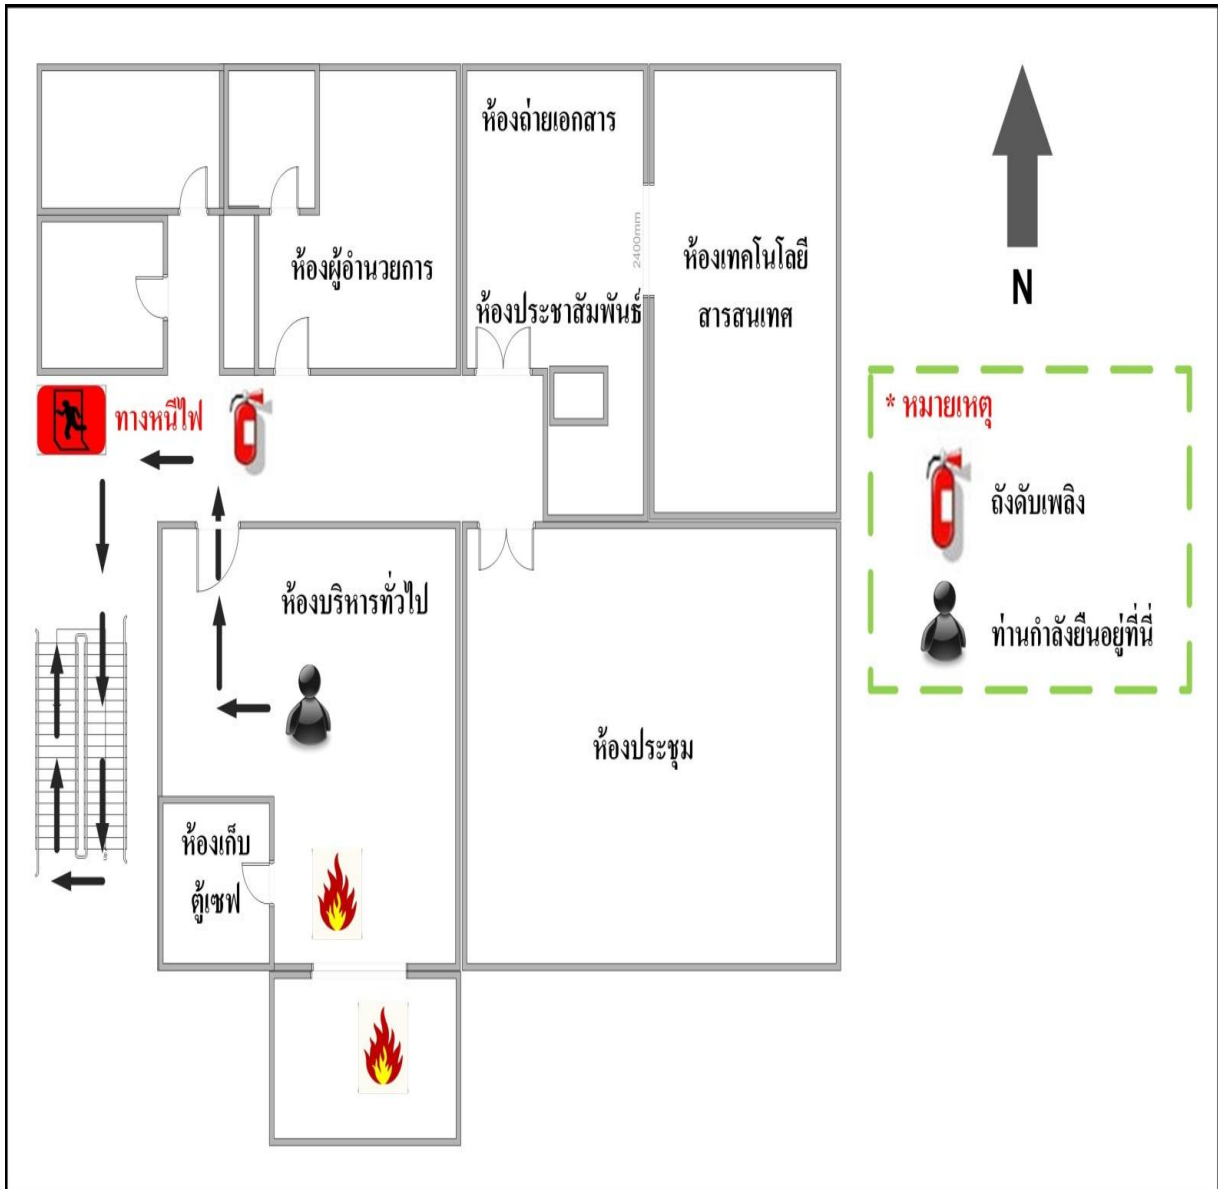 ห้องถ่ายเอกสาร
2400mm
ห้องเทคโนโลยี
สารสนเทศ
ห้องผู้อำนวยการ
ห้องประชาสัมพันธ์
N
ทางหนีไฟ
* หมายเหตุ
ถังดับเพลิง
ท่านกำลังยืนอยู่ที่นี่
ห้องบริหารทั่วไป
ห้องประชุม
ห้องเก็บ
ตู้เซฟ